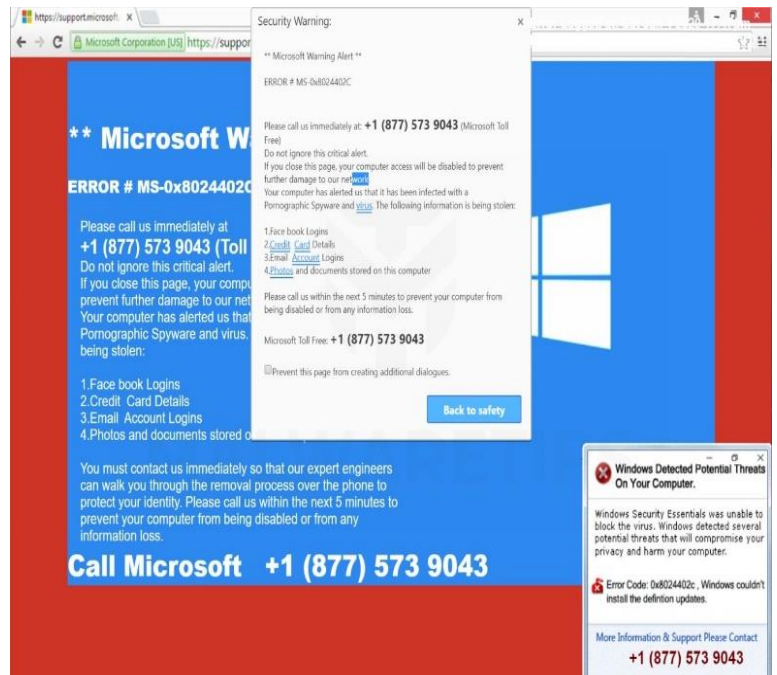 https://support.microsoft.
Microsoft Corporation [US] https://suppor
** Microsoft W
ERROR # MS-0x8024402C
Please call us immediately at
+1 (877) 573 9043 (Toll
Do not ignore this critical alert.
If you close this page, your compu
prevent further damage to our net
Your computer has alerted us that
Pornographic Spyware and virus.
being stolen:
1.Face book Logins
2.Credit Card Details
3.Email Account Logins
4.Photos and documents stored o
You must contact us immediately so that our expert engineers
can walk you through the removal process over the phone to
protect your identity. Please call us within the next 5 minutes to
prevent your computer from being disabled or from any
information loss.
Call Microsoft +1 (877) 573 9043
Security Warning:
** Microsoft Warning Alert **
ERROR # MS-0x8024402C
Please call us immediately at: +1 (877) 573 9043 (Microsoft Toll
Free)
Do not ignore this critical alert.
If you close this page, your computer access will be disabled to prevent
further damage to our network
Your computer has alerted us that it has been infected with a
Pornographic Spyware and virus. The following information is being stolen:
1.Face book Logins
2.Credit Card Details
3.Email Account Logins
4.Photos and documents stored on this computer
Please call us within the next 5 minutes to prevent your computer from
being disabled or from any information loss.
Microsoft Toll Free: +1 (877) 573 9043
Prevent this page from creating additional dialogues.
Back to safety
Windows Detected Potential Threats
On Your Computer.
Windows Security Essentials was unable to
block the virus. Windows detected several
potential threats that will compromise your
privacy and harm your computer.
Error Code: 0x8024402c , Windows couldn't
install the defintion updates.
More Information & Support Please Contact
+1 (877) 573 9043